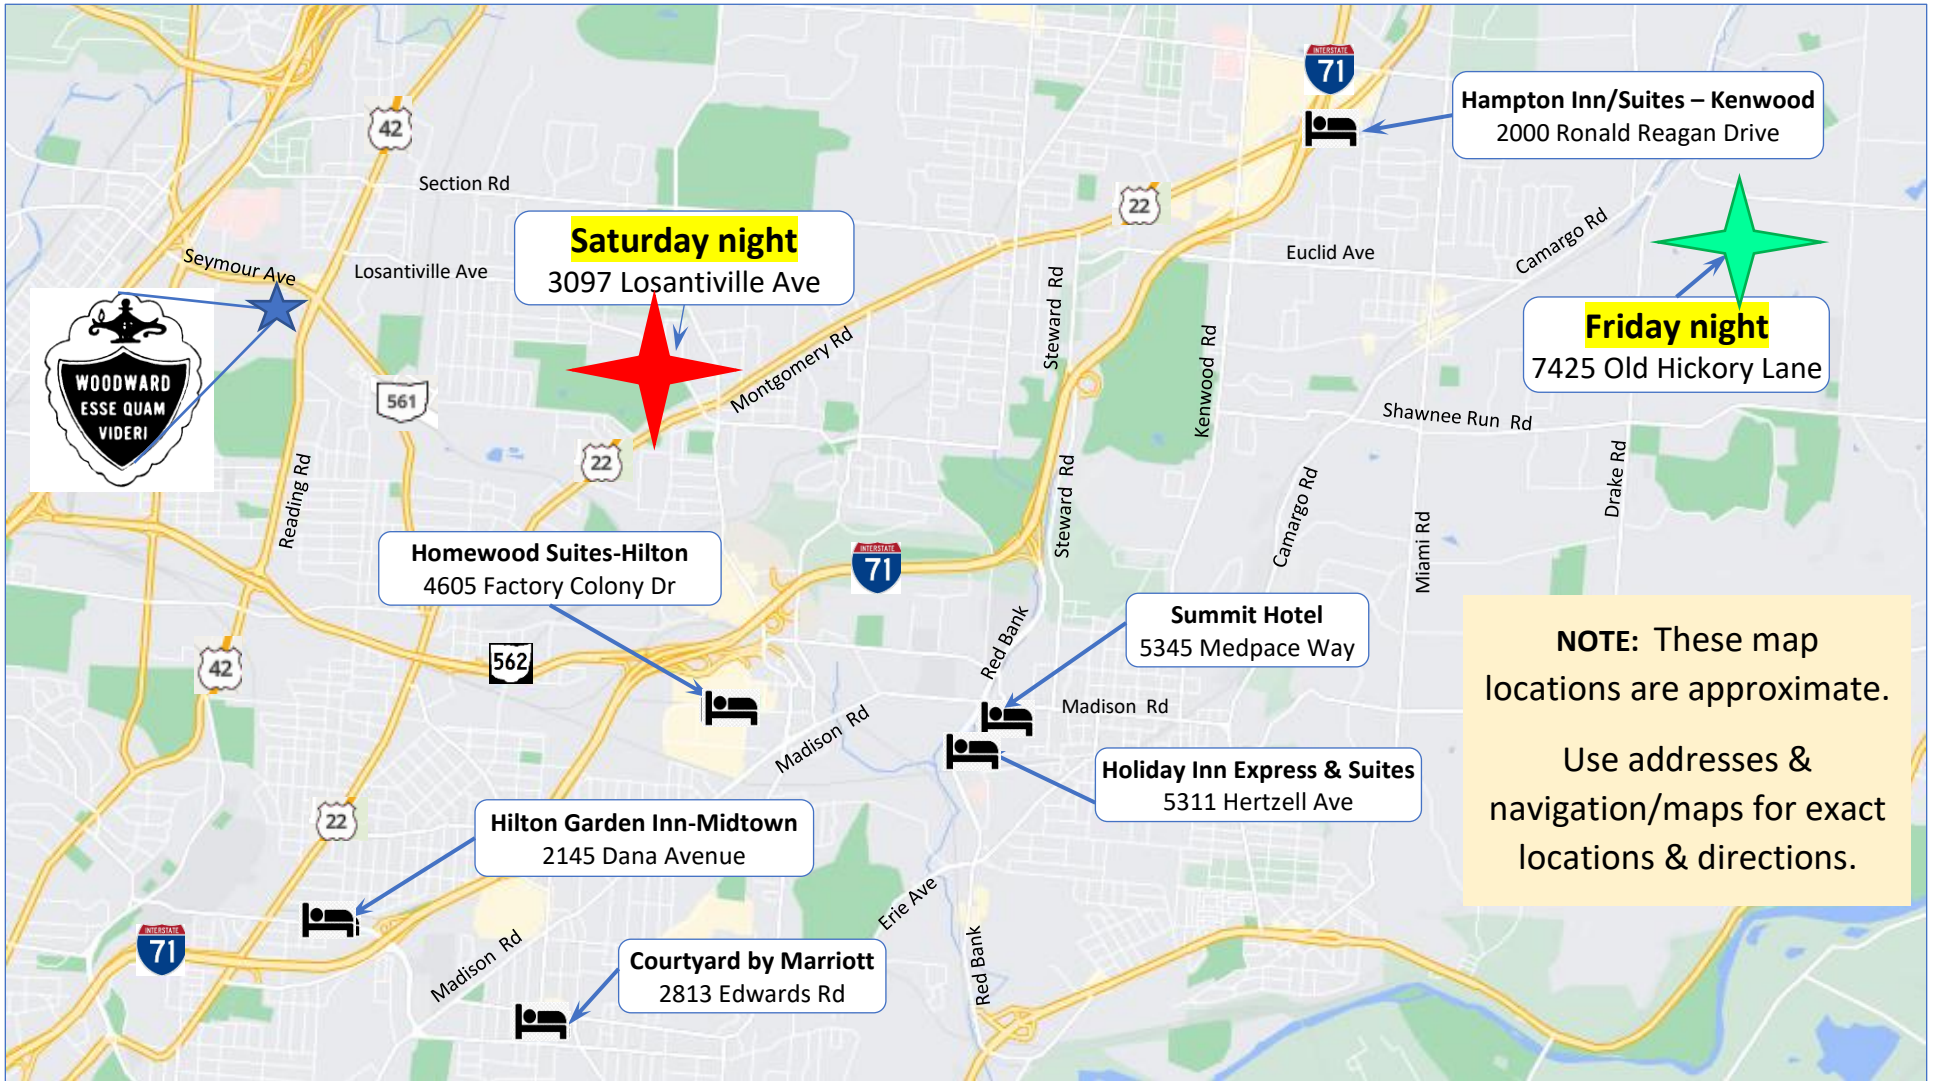 INTERSTATE
71
Hampton Inn/Suites – Kenwood
2000 Ronald Reagan Drive
42
Section Rd
22
Saturday night
3097 Losantiville Ave
Seymour Ave
Losantiville Ave
Euclid Ave
Camargo Rd
Steward Rd
Friday night
7425 Old Hickory Lane
WOODWARD
ESSE QUAM
VIDERI
561
Montgomery Rd
Kenwood Rd
Shawnee Run Rd
22
Reading Rd
Steward Rd
Camargo Rd
Drake Rd
Miami Rd
Homewood Suites-Hilton
4605 Factory Colony Dr
INTERSTATE
71
Summit Hotel
5345 Medpace Way
Red Bank
42
562
NOTE: These map
locations are approximate.
Use addresses &
navigation/maps for exact
locations & directions.
Madison Rd
Madison Rd
Holiday Inn Express & Suites
5311 Hertzell Ave
22
Hilton Garden Inn-Midtown
2145 Dana Avenue
Erie Ave
INTERSTATE
71
Madison Rd
Courtyard by Marriott
2813 Edwards Rd
Red Bank